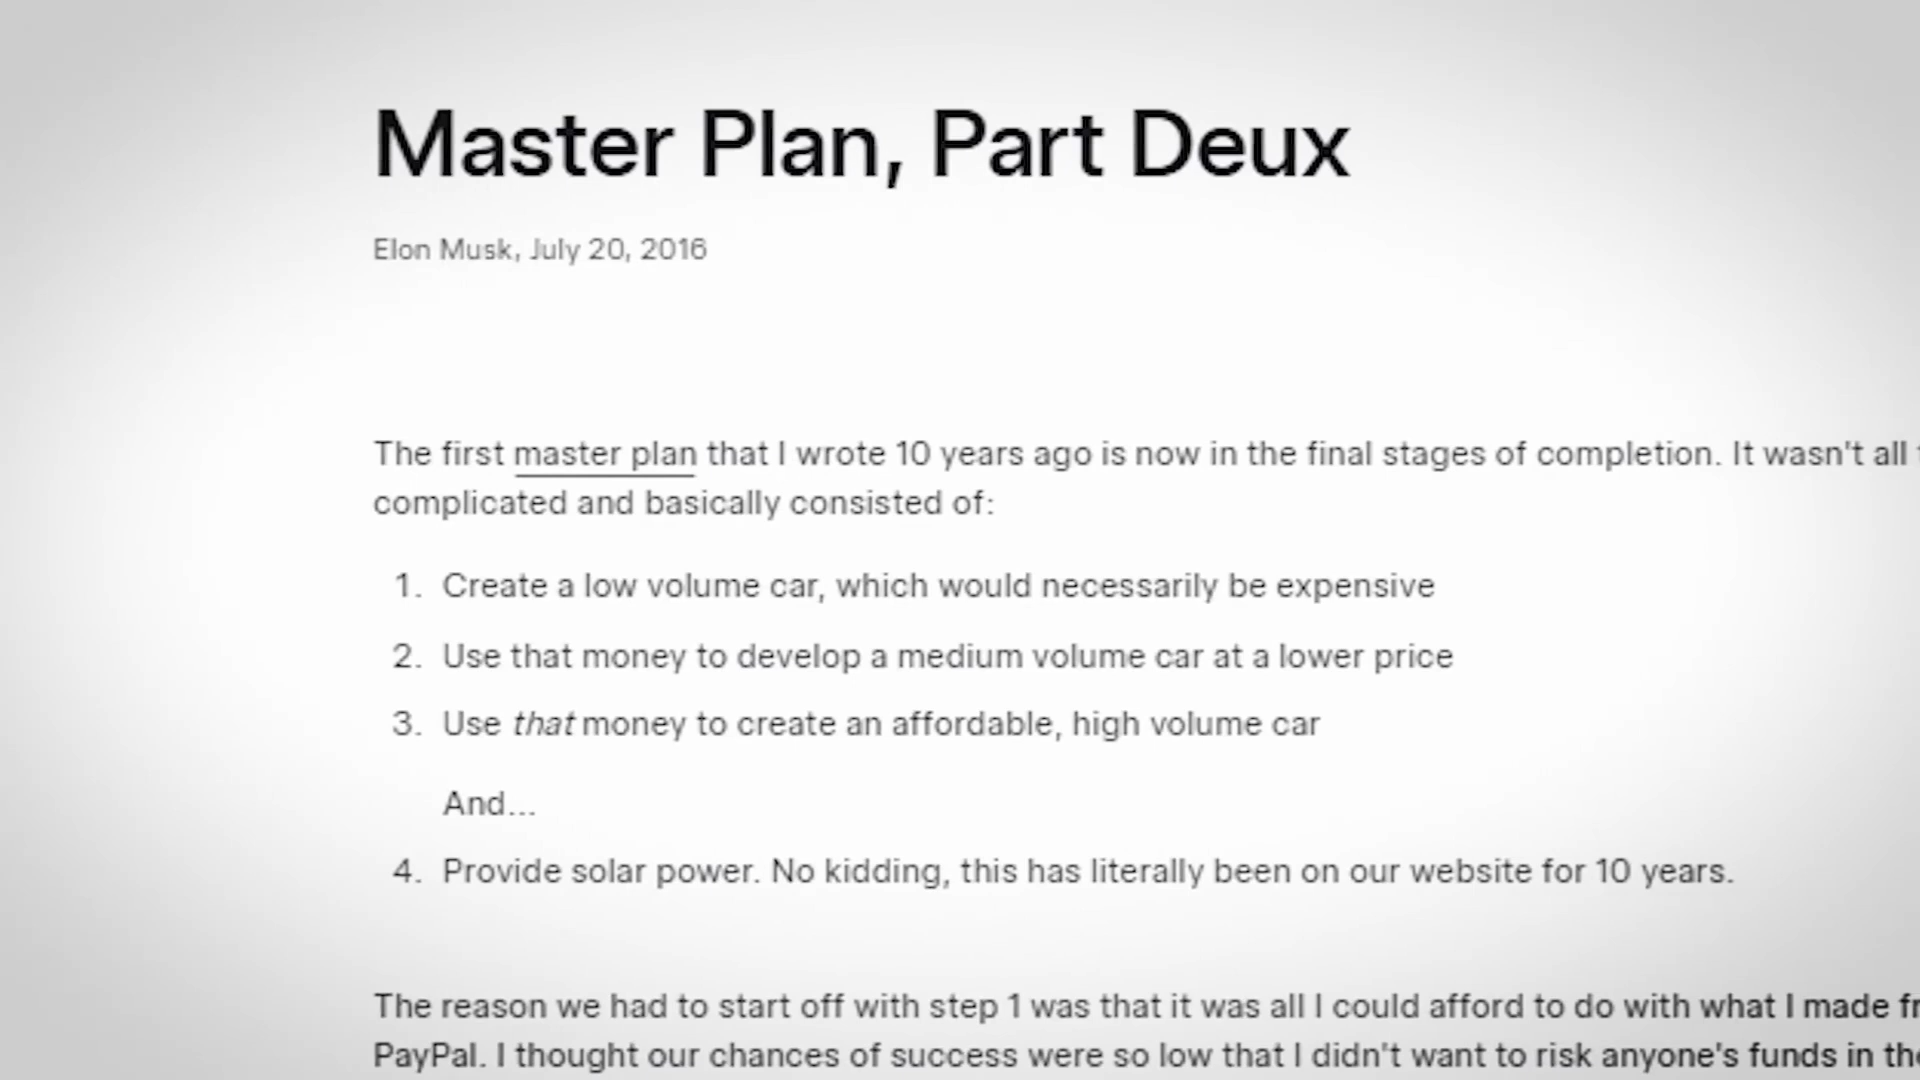 Master Plan, Part Deux
Elon Musk, July 20, 2016
The first master plan that I wrote 10 years ago is now in the final stages of completion. It wasn't all
complicated and basically consisted of:
1. Create a low volume car, which would necessarily be expensive
2. Use that money to develop a medium volume car at a lower price
3. Use that money to create an affordable, high volume car
And...
4. Provide solar power. No kidding, this has literally been on our website for 10 years.
The reason we had to start off with step 1 was that it was all I could afford to do with what I made
PayPal. I thought our chances of success were so low that I didn't want to risk anyone's funds in